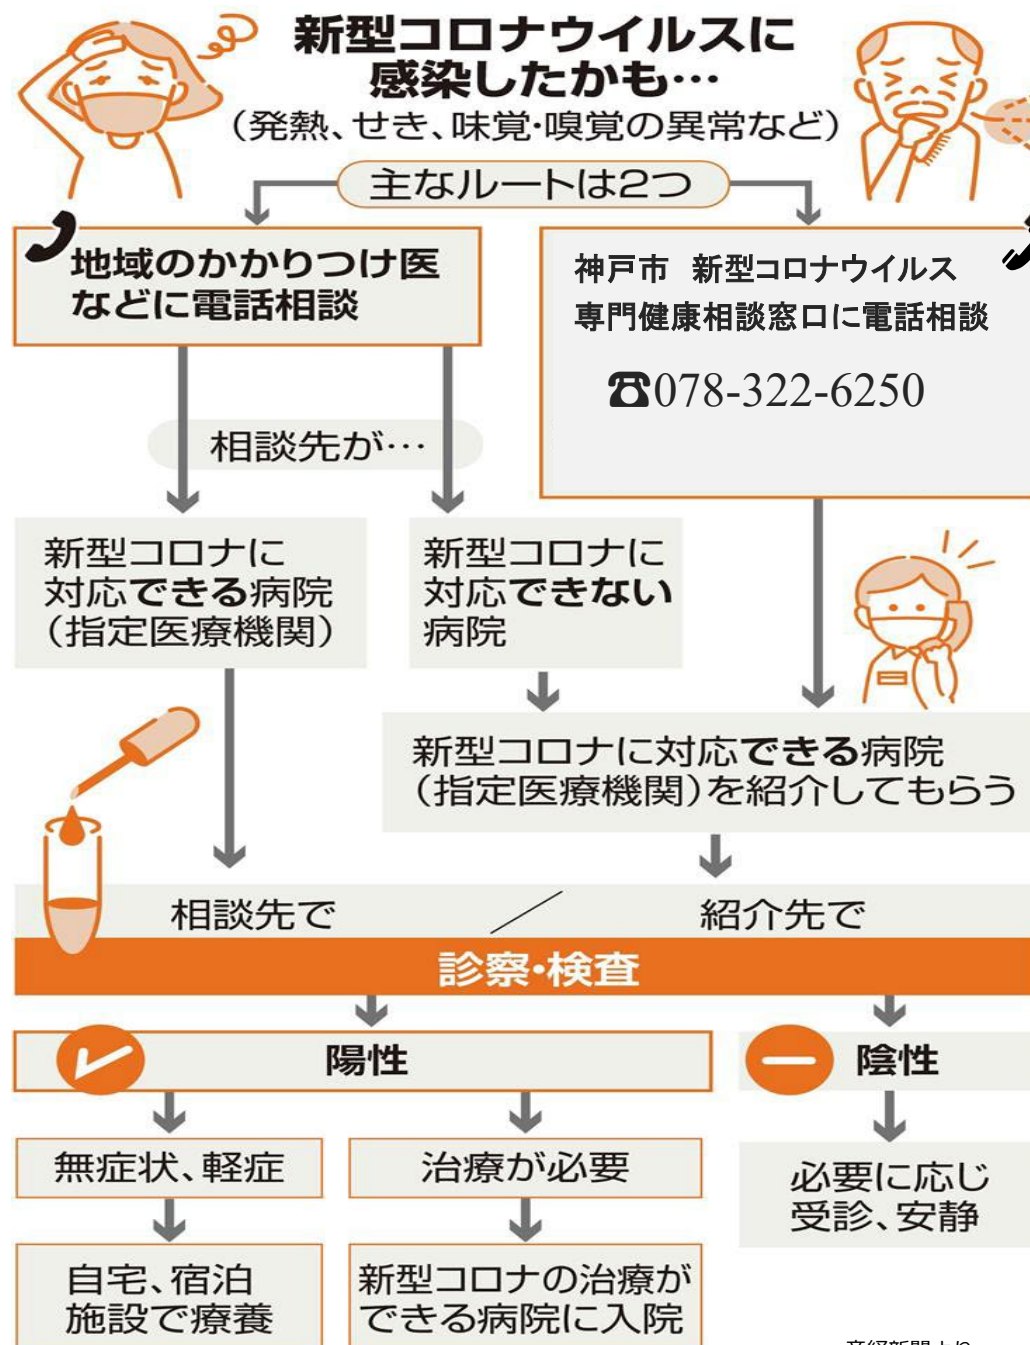 新型コロナウイルスに
感染したかも…
(発熱、せき、味覚・嗅覚の異常など)
主なルートは2つ
地域のかかりつけ医
などに電話相談
神戸市 新型コロナウイルス
専門健康相談窓口に電話相談
☎078-322-6250
相談先が…
新型コロナに
対応できる病院
(指定医療機関)
新型コロナに
対応できない
病院
新型コロナに対応できる病院
(指定医療機関)を紹介してもらう
相談先で
/
紹介先で
診察・検査
陽性
陰性
無症状、軽症
治療が必要
必要に応じ
受診、安静
自宅、宿泊
施設で療養
新型コロナの治療が
できる病院に入院
産経新聞より